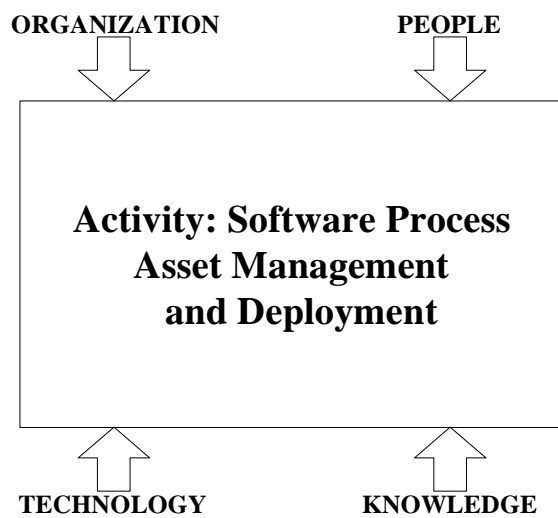 ORGANIZATION PEOPLE
Activity: Software Process
Asset Management
and Deployment
TECHNOLOGY KNOWLEDGE